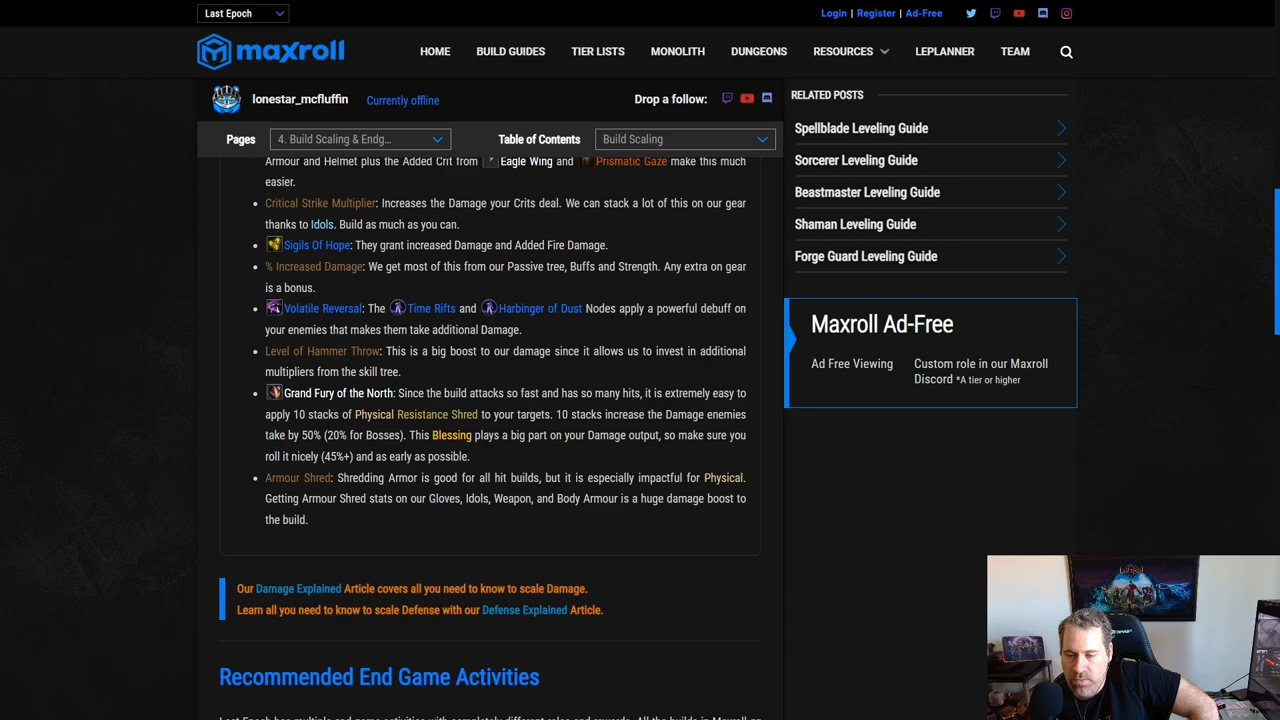 Last Epoch
Login | Register | Ad-Free
maxroll
HOME BUILD GUIDES TIER LISTS MONOLITH DUNGEONS RESOURCES LEPLANNER TEAM
lonestar_mcfluffin Currently offline Drop a follow:
Pages 4. Build Scaling & Endg... Table of Contents Build Scaling
Armour and Helmet plus the Added Crit from Eagle Wing and Prismatic Gaze make this much
easier.
Critical Strike Multiplier: Increases the Damage your Crits deal. We can stack a lot of this on our gear
thanks to Idols. Build as much as you can.
Sigils Of Hope: They grant increased Damage and Added Fire Damage.
% Increased Damage: We get most of this from our Passive tree, Buffs and Strength. Any extra on gear
is a bonus.
Volatile Reversal: The Time Rifts and Harbinger of Dust Nodes apply a powerful debuff on
your enemies that makes them take additional Damage.
Level of Hammer Throw: This is a big boost to our damage since it allows us to invest in additional
multipliers from the skill tree.
Grand Fury of the North: Since the build attacks so fast and has so many hits, it is extremely easy to
apply 10 stacks of Physical Resistance Shred to your targets. 10 stacks increase the Damage enemies
take by 50% (20% for Bosses). This Blessing plays a big part on your Damage output, so make sure you
roll it nicely (45%+) and as early as possible.
Armour Shred: Shredding Armor is good for all hit builds, but it is especially impactful for Physical.
Getting Armour Shred stats on our Gloves, Idols, Weapon, and Body Armour is a huge damage boost to
the build.
Our Damage Explained Article covers all you need to know to scale Damage.
Learn all you need to know to scale Defense with our Defense Explained Article.
Recommended End Game Activities
RELATED POSTS
Spellblade Leveling Guide
Sorcerer Leveling Guide
Beastmaster Leveling Guide
Shaman Leveling Guide
Forge Guard Leveling Guide
Maxroll Ad-Free
Ad Free Viewing
Custom role in our Maxroll
Discord *A tier or higher